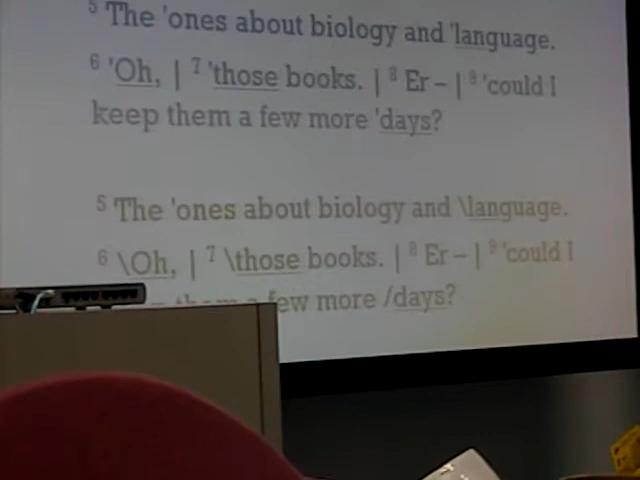 ⁵ The 'ones about biology and 'language.
⁶ 'Oh, | ⁷ 'those books. | ⁸ Er – | ⁹ 'could I
keep them a few more 'days?
⁵ The 'ones about biology and \language.
⁶ \Oh, | ⁷ \those books. | ⁸ Er – | ⁹ 'could I
them a few more /days?